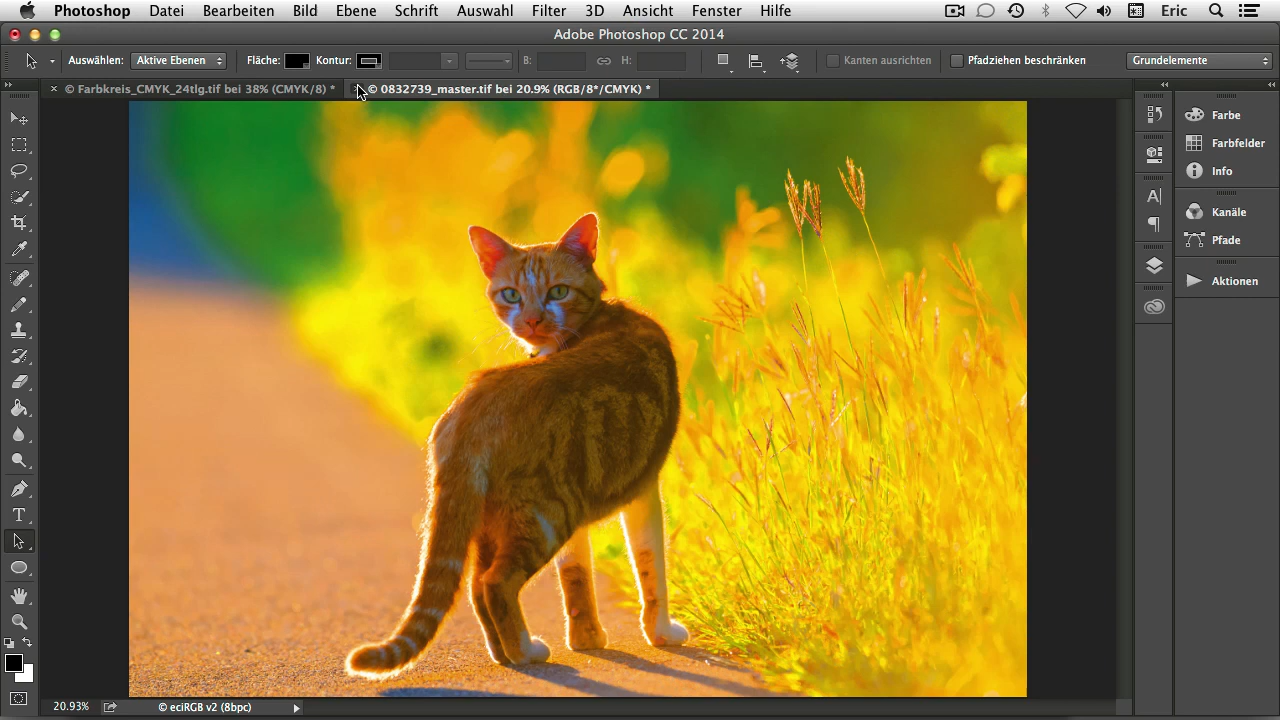 Photoshop Datei Bearbeiten Bild Ebene Schrift Auswahl Filter 3D Ansicht Fenster Hilfe Eric
Adobe Photoshop CC 2014
Auswählen: Aktive Ebenen Fläche: Kontur: B: H: Kanten ausrichten Pfadziehen beschränken Grundelemente
× © Farbkreis_CMYK_24tlg.tif bei 38% (CMYK/8) * © 0832739_master.tif bei 20.9% (RGB/8*/CMYK) *
Farbe
Farbfelder
Info
Kanäle
Pfade
Aktionen
20.93% © eciRGB v2 (8bpc)